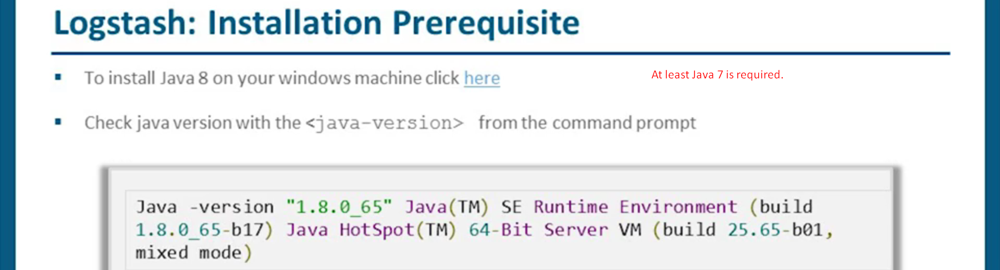 Logstash: Installation Prerequisite
To install Java 8 on your windows machine click here
At least Java 7 is required.
Check java version with the <java-version> from the command prompt
Java -version "1.8.0_65" Java(TM) SE Runtime Environment (build
1.8.0_65-b17) Java HotSpot(TM) 64-Bit Server VM (build 25.65-b01,
mixed mode)